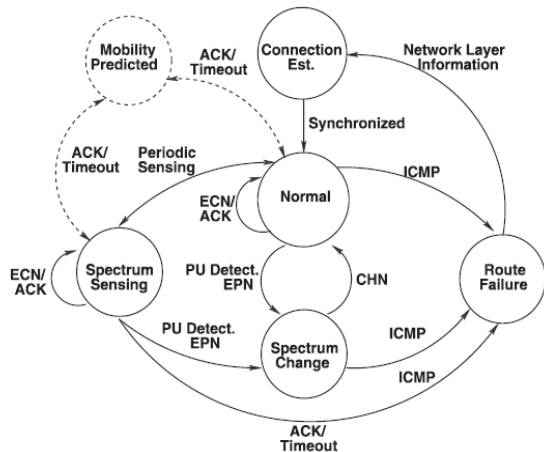 Mobility
Predicted
ACK/
Timeout
Connection
Est.
Network Layer
Information
Synchronized
ACK/
Timeout
Periodic
Sensing
ICMP
ECN/
ACK
Normal
ECN/
ACK
Spectrum
Sensing
PU Detect.
EPN
CHN
Route
Failure
PU Detect.
EPN
Spectrum
Change
ICMP
ICMP
ACK/
Timeout